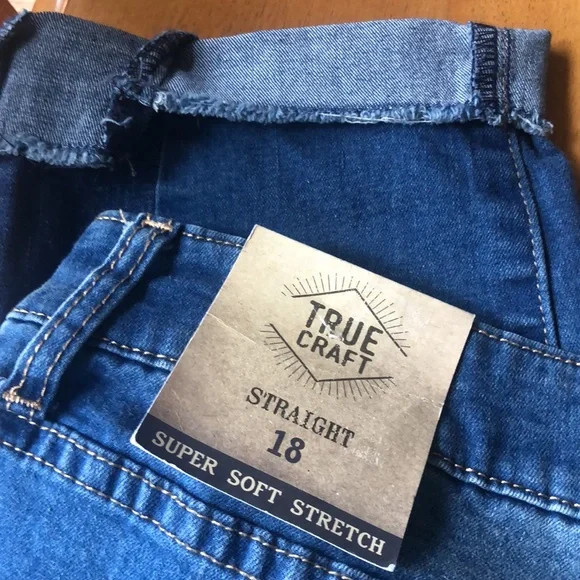 TRUE
CRAFT
STRAIGHT
18
SUPER SOFT STRETCH